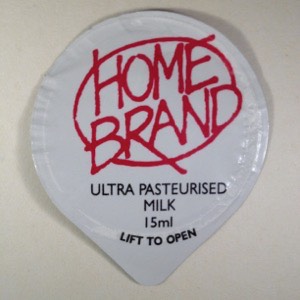 HOME
BRAND
ULTRA PASTEURISED
MILK
15ml
LIFT TO OPEN